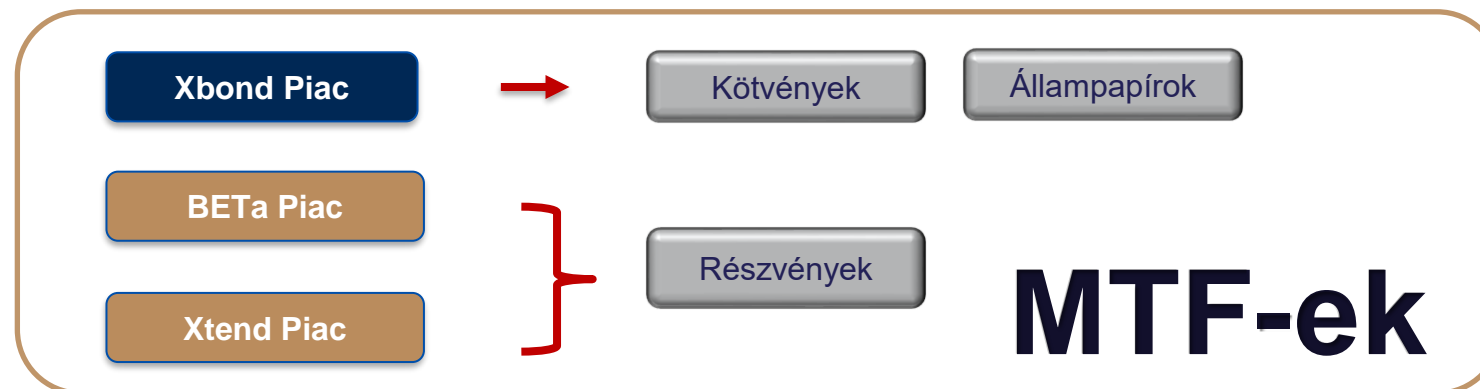 Xbond Piac
Kötvények
Állampapírok
BETa Piac
Részvények
Xtend Piac
MTF-ek